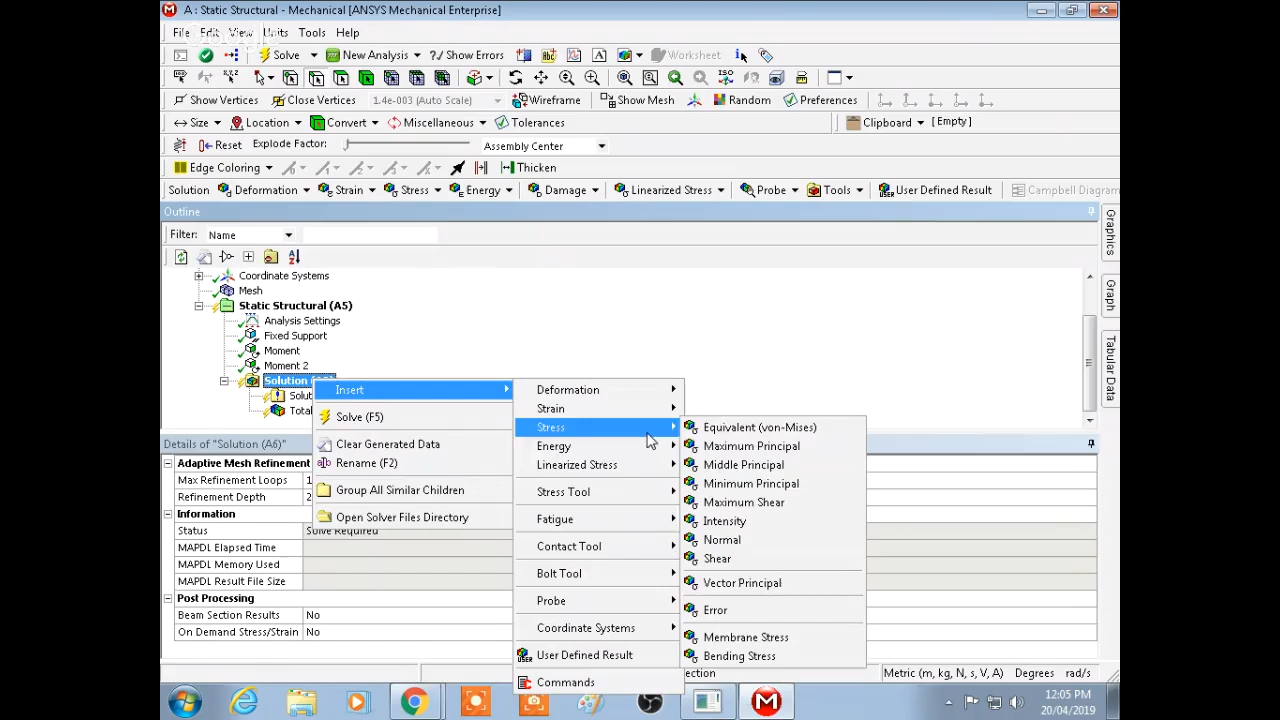 A : Static Structural - Mechanical [ANSYS Mechanical Enterprise]
File Edit View Units Tools Help
Solve New Analysis ?/ Show Errors Worksheet
Show Vertices Close Vertices 1.4e-003 (Auto Scale) Wireframe Show Mesh Random Preferences
Size Location Convert Miscellaneous Tolerances Clipboard [Empty]
Reset Explode Factor: Assembly Center
Edge Coloring Thicken
Solution Deformation Strain Stress Energy Damage Linearized Stress Probe Tools User Defined Result Campbell Diagram
Outline
Filter: Name
Coordinate Systems
Mesh
Static Structural (A5)
Analysis Settings
Fixed Support
Moment
Moment 2
Solution
Solut
Total
Insert
Solve (F5)
Clear Generated Data
Rename (F2)
Group All Similar Children
Open Solver Files Directory
Deformation
Strain
Stress
Energy
Linearized Stress
Stress Tool
Fatigue
Contact Tool
Bolt Tool
Probe
Coordinate Systems
User Defined Result
Commands
Equivalent (von-Mises)
Maximum Principal
Middle Principal
Minimum Principal
Maximum Shear
Intensity
Normal
Shear
Vector Principal
Error
Membrane Stress
Bending Stress
Details of "Solution (A6)"
Adaptive Mesh Refinement
Max Refinement Loops 1
Refinement Depth 2
Information
Status Solve Required
MAPDL Elapsed Time
MAPDL Memory Used
MAPDL Result File Size
Post Processing
Beam Section Results No
On Demand Stress/Strain No
Graphics
Graph
Tabular Data
Metric (m, kg, N, s, V, A) Degrees rad/s
12:05 PM
20/04/2019